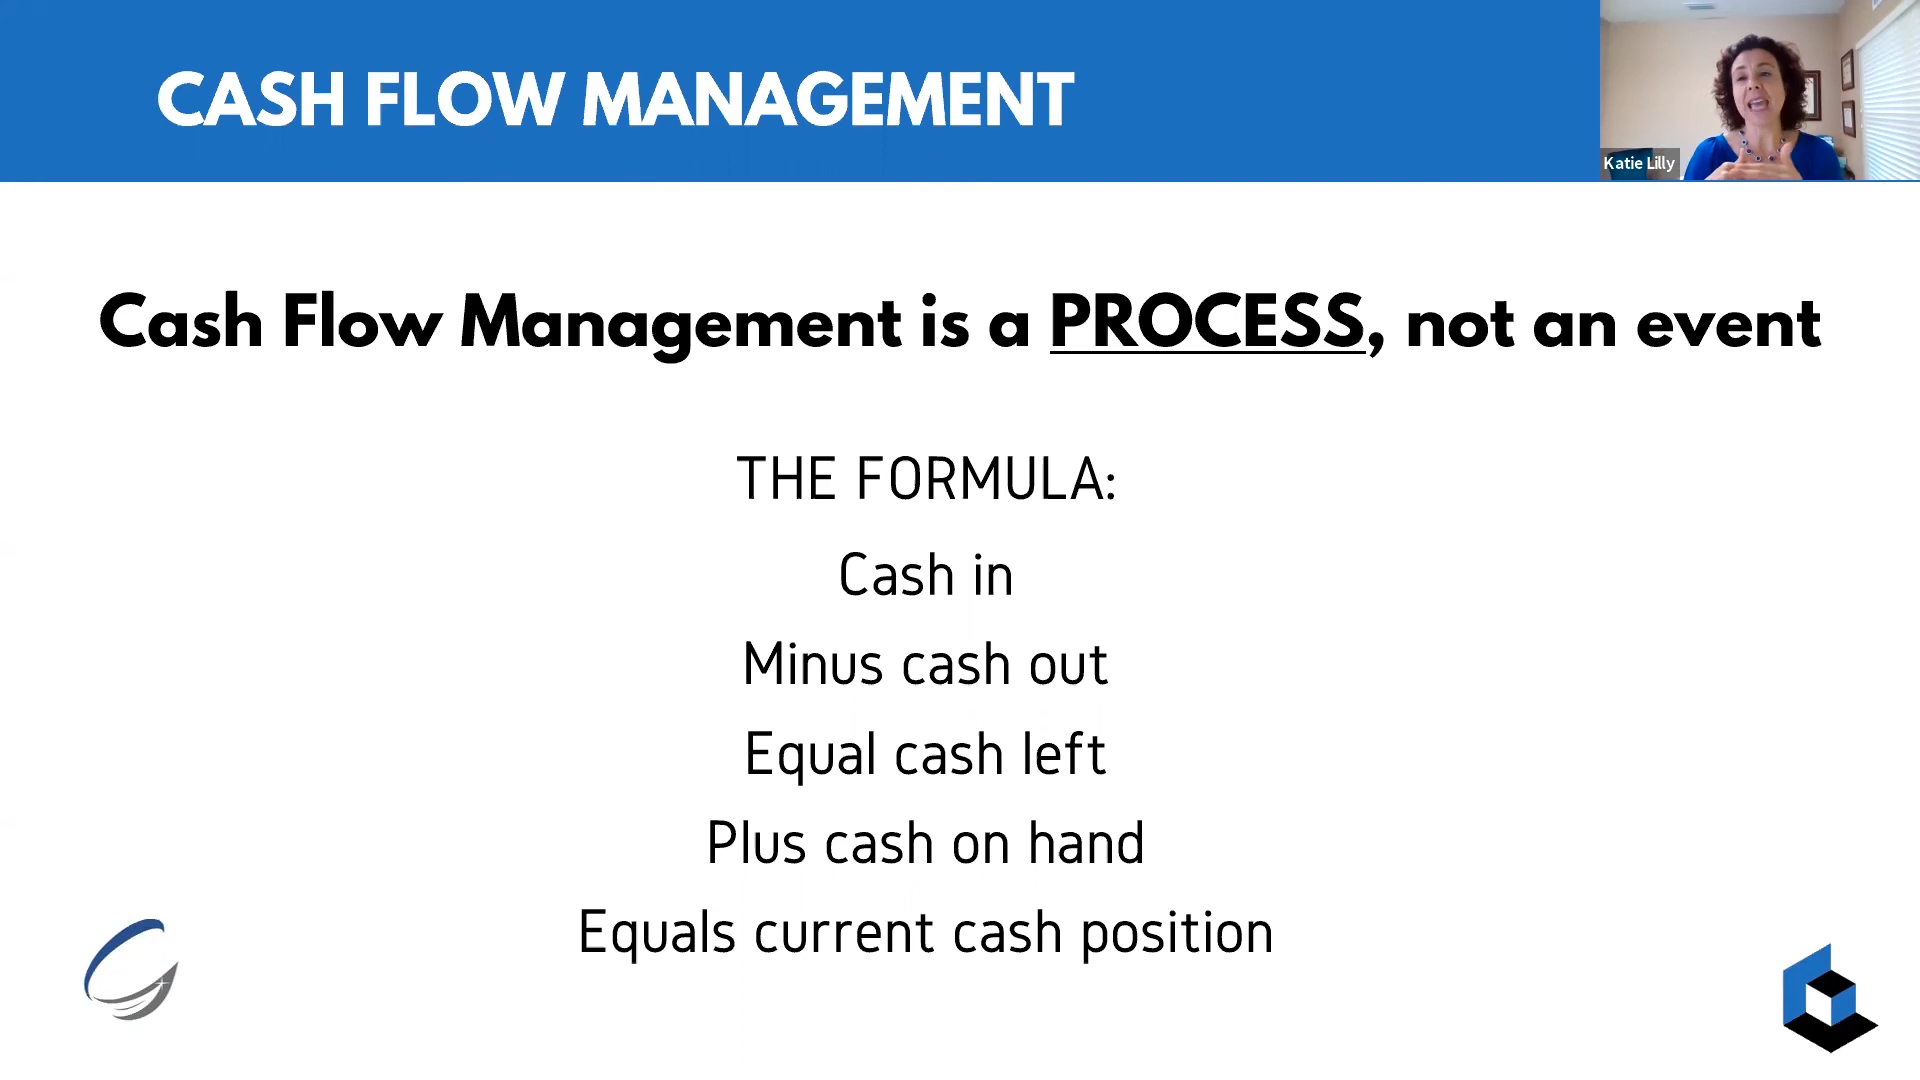 CASH FLOW MANAGEMENT
Katie Lilly
Cash Flow Management is a PROCESS, not an event
THE FORMULA:
Cash in
Minus cash out
Equal cash left
Plus cash on hand
Equals current cash position